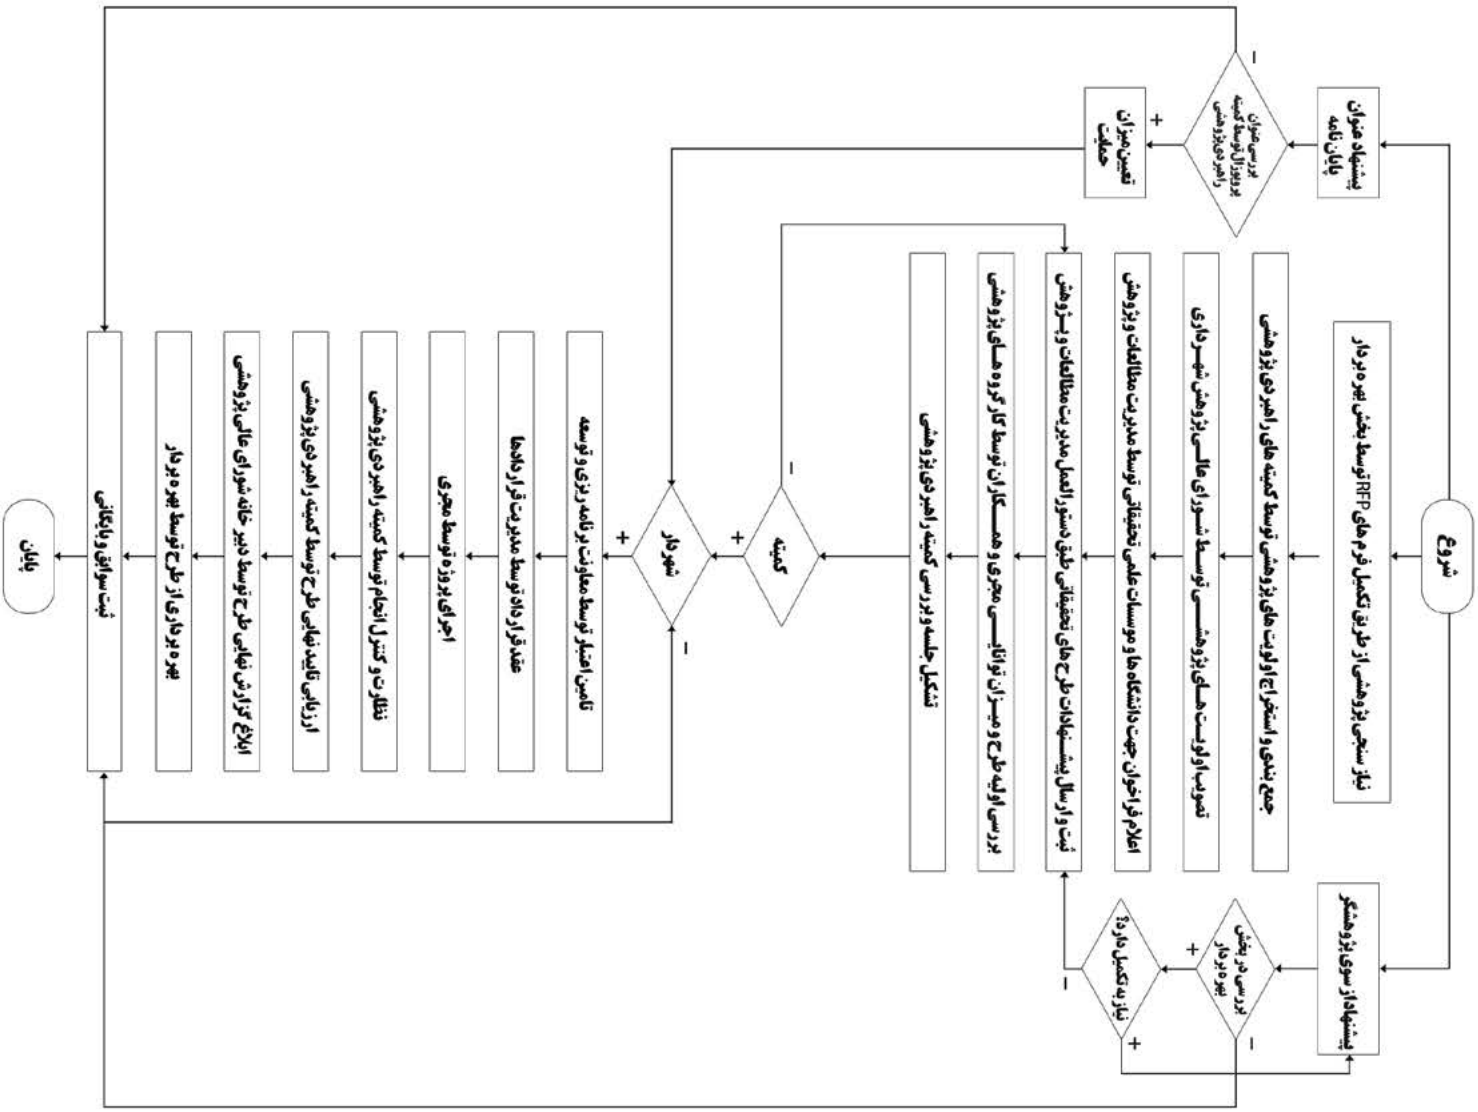 شروع
پیشنهاد عنوان
پایان نامه
بررسی عنوان
پروپوزال توسط کمیته
راهبردی پژوهشی
-
+
تعیین میزان
حمایت
نیاز سنجی پژوهشی از طریق تکمیل فرم های RFP توسط بخش بهره بردار
جمع بندی و استخراج اولویت های پژوهشی توسط کمیته های راهبردی پژوهشی
تصویب اولویت های پژوهشی توسط شورای عالی پژوهش شهرداری
اعلام فراخوان جهت دانشگاه ها و موسسات علمی تحقیقاتی توسط مدیریت مطالعات و پژوهش
ثبت و ارسال پیشنهادات طرح های تحقیقاتی طبق دستورالعمل مدیریت مطالعات و پژوهش
بررسی اولیه طرح و میزان توانایی مجری و همکاران توسط کارگروه های پژوهشی
تشکیل جلسه و بررسی کمیته راهبردی پژوهشی
پیشنهاد از سوی پژوهشگر
بررسی در بخش
بهره بردار
-
+
نیاز به تکمیل دارد؟
+
-
کمیته
-
+
شهردار
+
-
تامین اعتبار توسط معاونت برنامه ریزی و توسعه
عقد قرارداد توسط مدیریت قراردادها
اجرای پروژه توسط مجری
نظارت و کنترل انجام توسط کمیته راهبردی پژوهشی
ارزیابی تایید نهایی طرح توسط کمیته راهبردی پژوهشی
ابلاغ گزارش نهایی طرح توسط دبیر خانه شورای عالی پژوهشی
بهره برداری از طرح توسط بهره بردار
ثبت سوابق و بایگانی
پایان